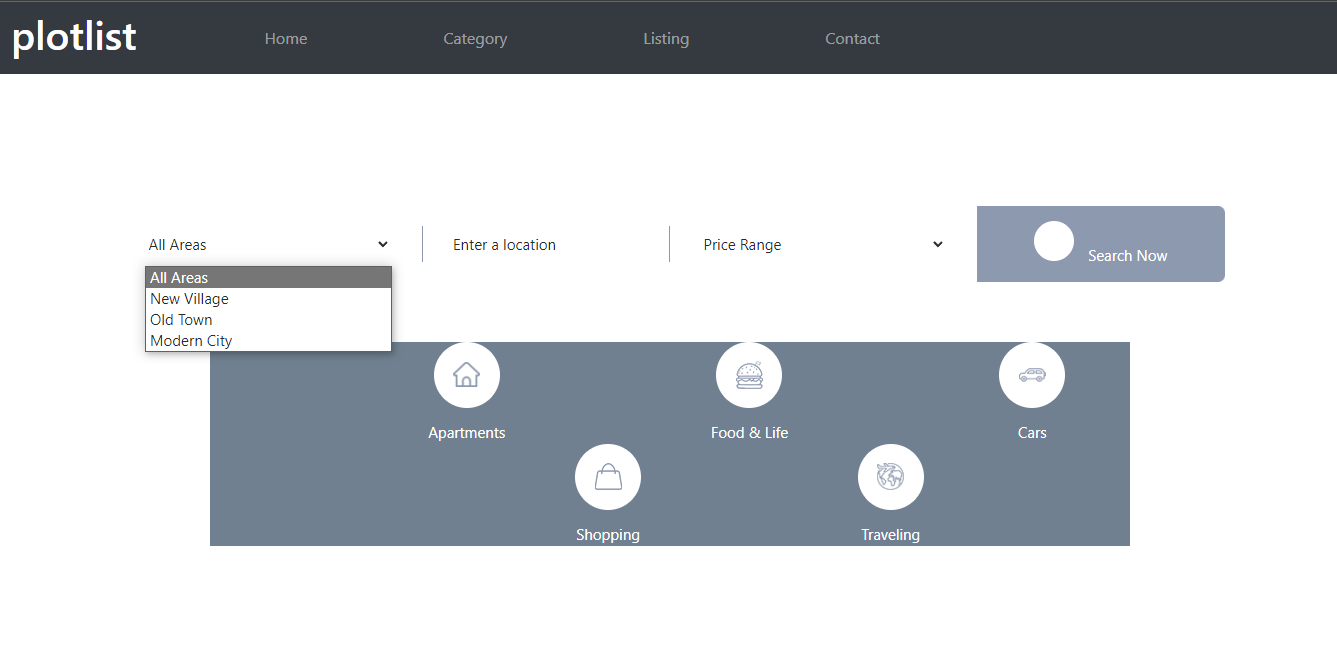 plotlist
Home
Category
Listing
Contact
All Areas
Enter a location
Price Range
Search Now
All Areas
New Village
Old Town
Modern City
Apartments
Food & Life
Cars
Shopping
Traveling